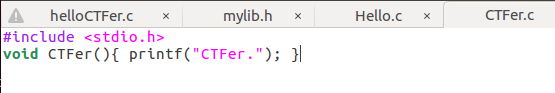 helloCTFer.c × mylib.h × Hello.c × CTFer.c
#include <stdio.h>
void CTFer(){ printf("CTFer."); }